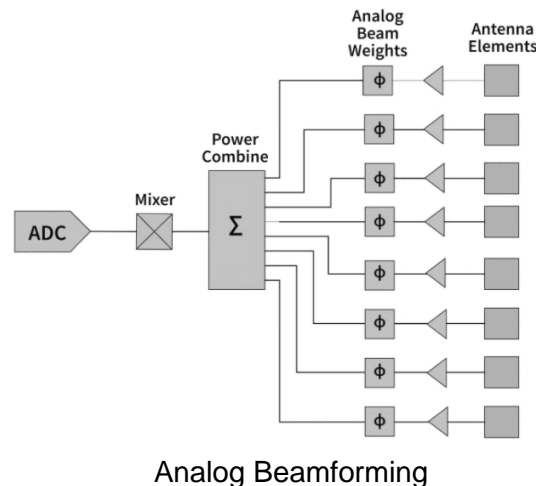 Analog
Beam
Weights
Antenna
Elements
Power
Combine
Mixer
ADC
Σ
ϕ
ϕ
ϕ
ϕ
ϕ
ϕ
ϕ
ϕ
Analog Beamforming